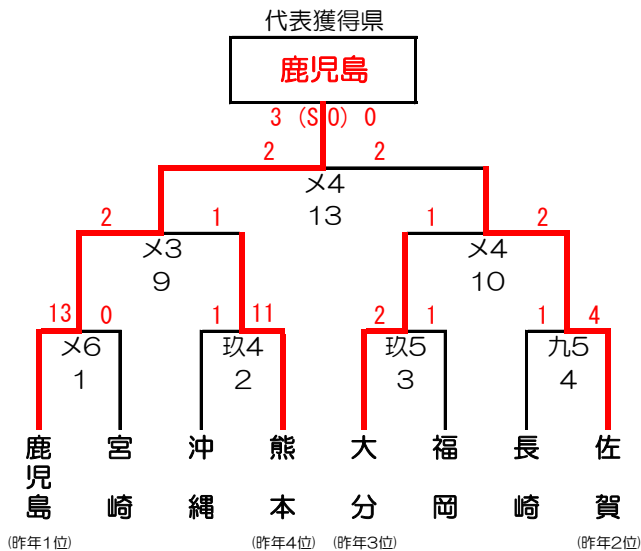 代表獲得県
鹿児島
3 (SO) 0
2 2
メ4
13
2 1 1 2
メ3 メ4
9 10
13 0 1 11 2 1 1 4
メ6 玖4 玖5 九5
1 2 3 4
鹿児島 宮崎 沖縄 熊本 大分 福岡 長崎 佐賀
(昨年1位) (昨年4位) (昨年3位) (昨年2位)